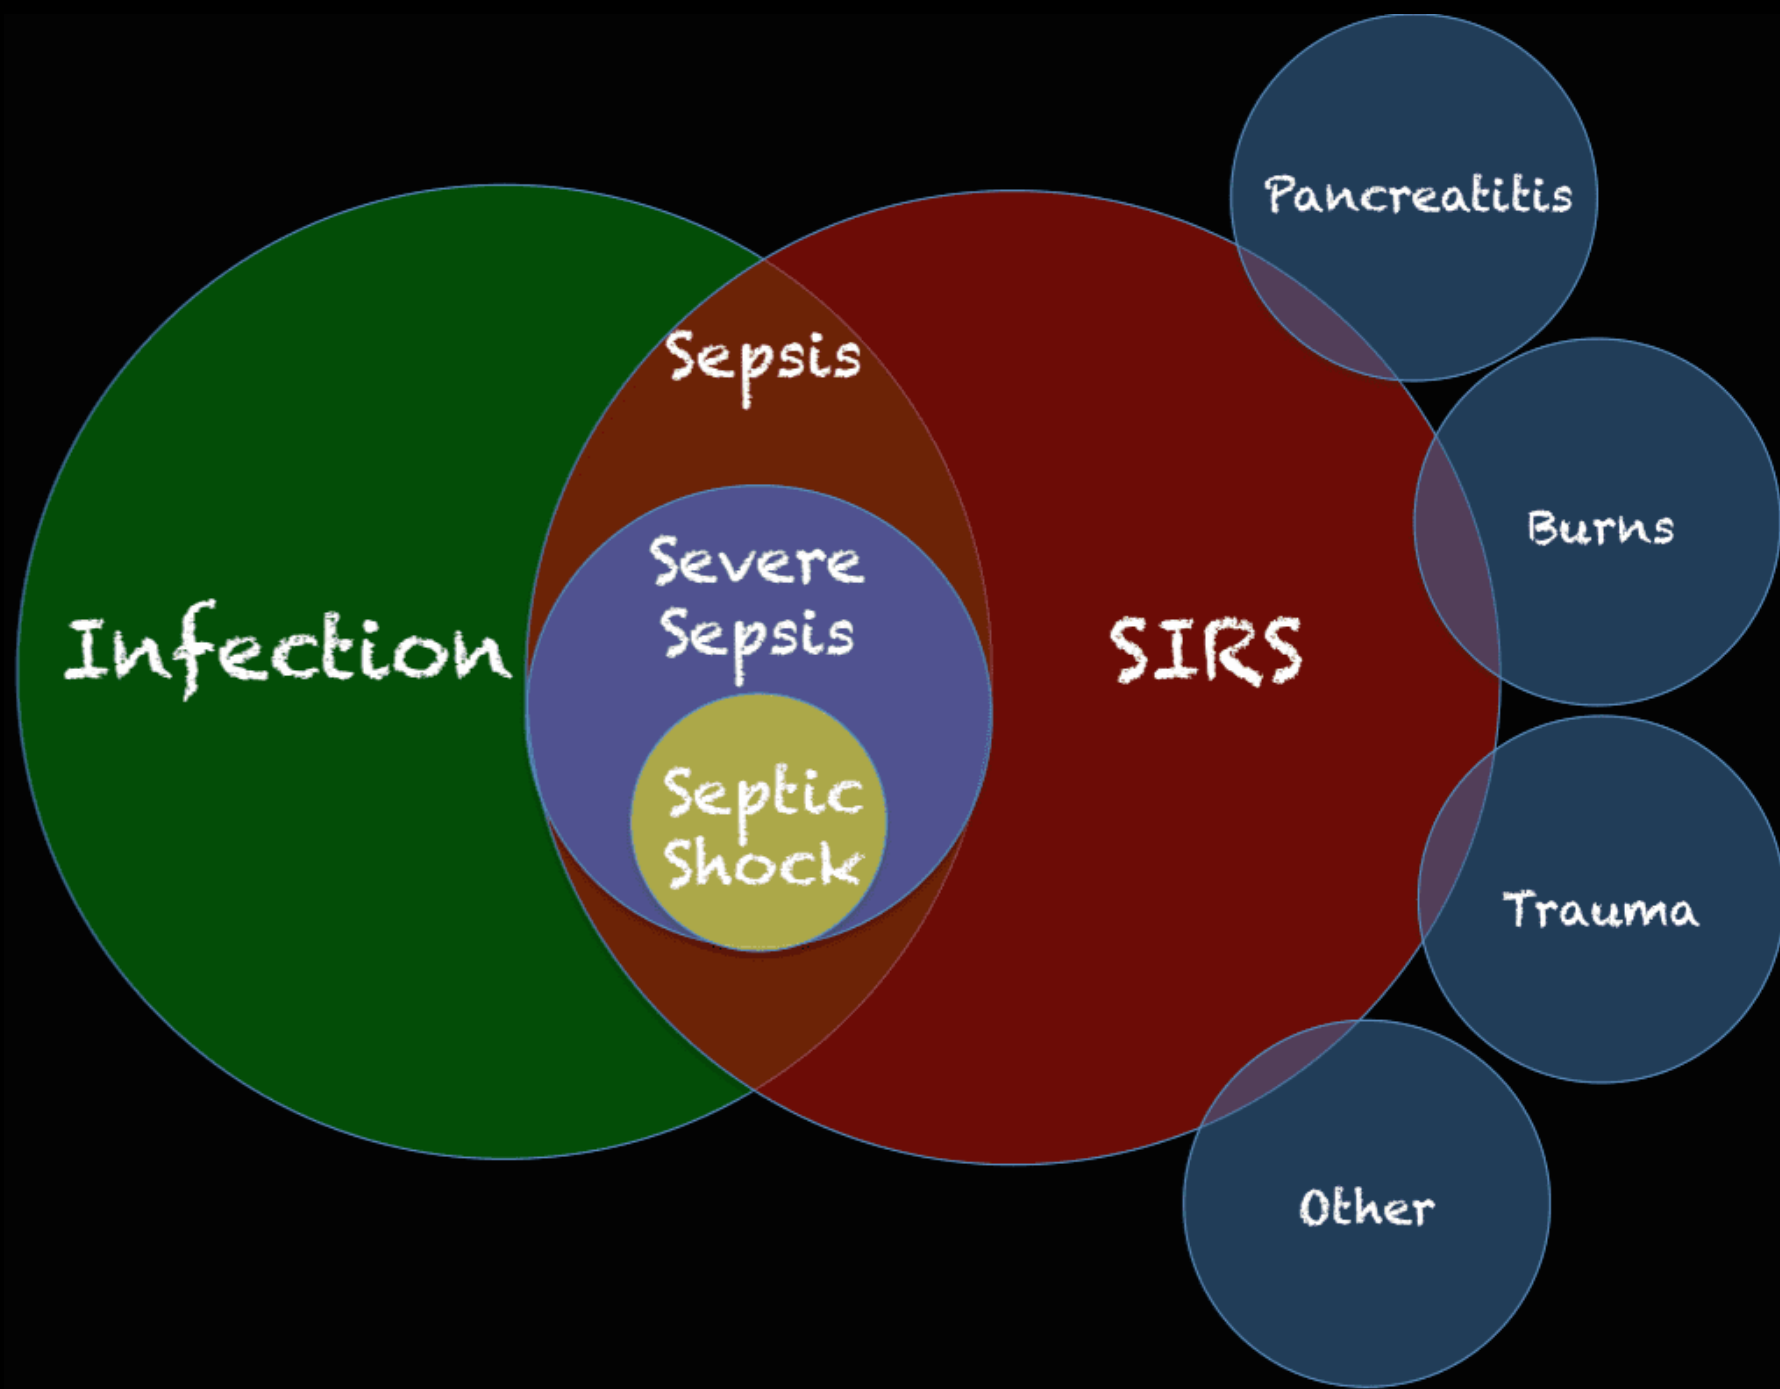 Pancreatitis
Sepsis
Burns
Severe
Sepsis
Infection
SIRS
Septic
Shock
Trauma
Other